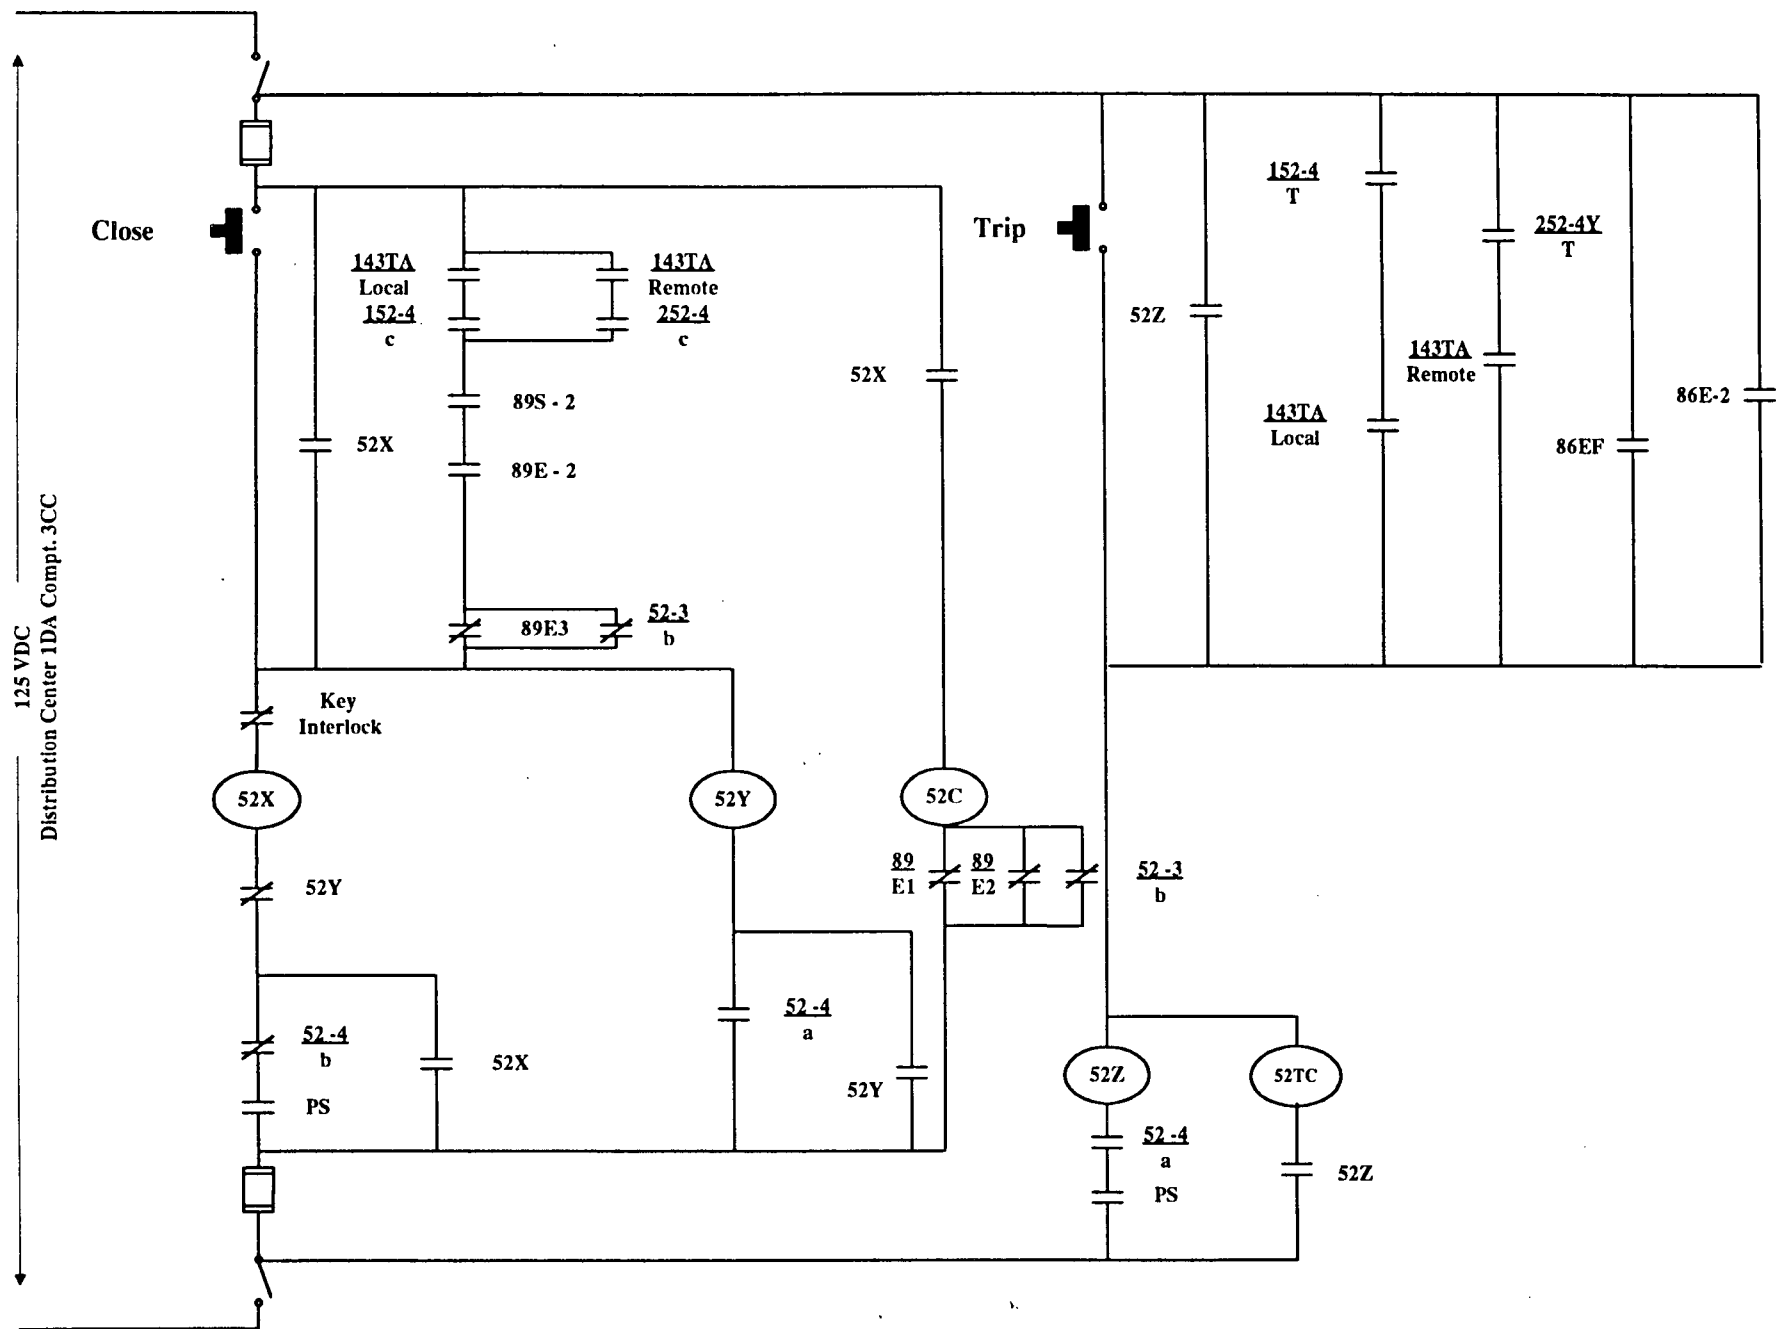 125 VDC
Distribution Center 1DA Compt. 3CC
Close
Trip
143TA
Local
152-4
c
143TA
Remote
252-4
c
89S - 2
89E - 2
52X
89E3
52-3
b
52X
52Z
152-4
T
143TA
Local
252-4Y
T
143TA
Remote
86EF
86E-2
Key
Interlock
52X
52Y
52C
52Y
89
E1
89
E2
52-3
b
52-4
b
PS
52X
52-4
a
52Y
52Z
52TC
52-4
a
PS
52Z